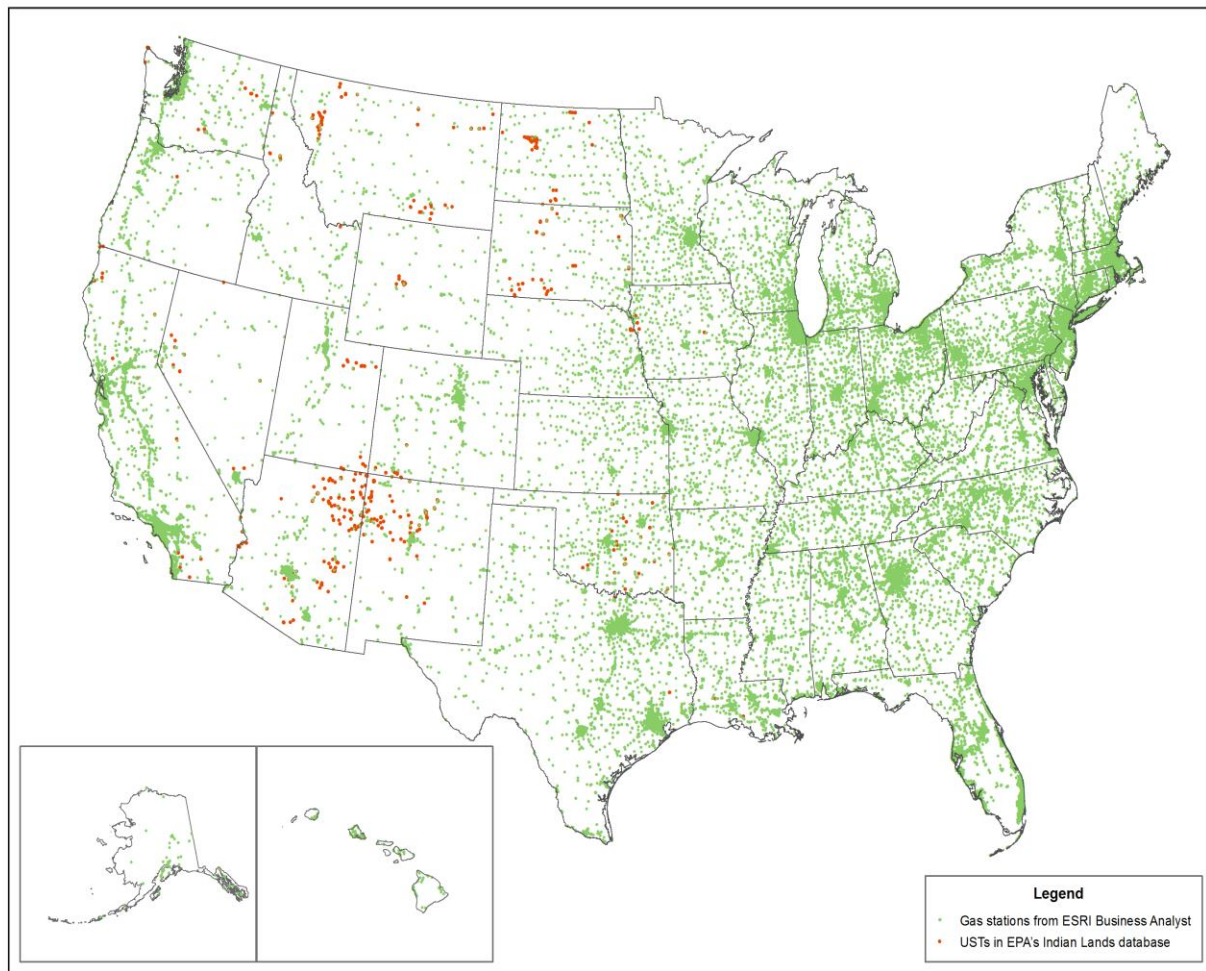 Legend
Gas stations from ESRI Business Analyst
USTs in EPA's Indian Lands database